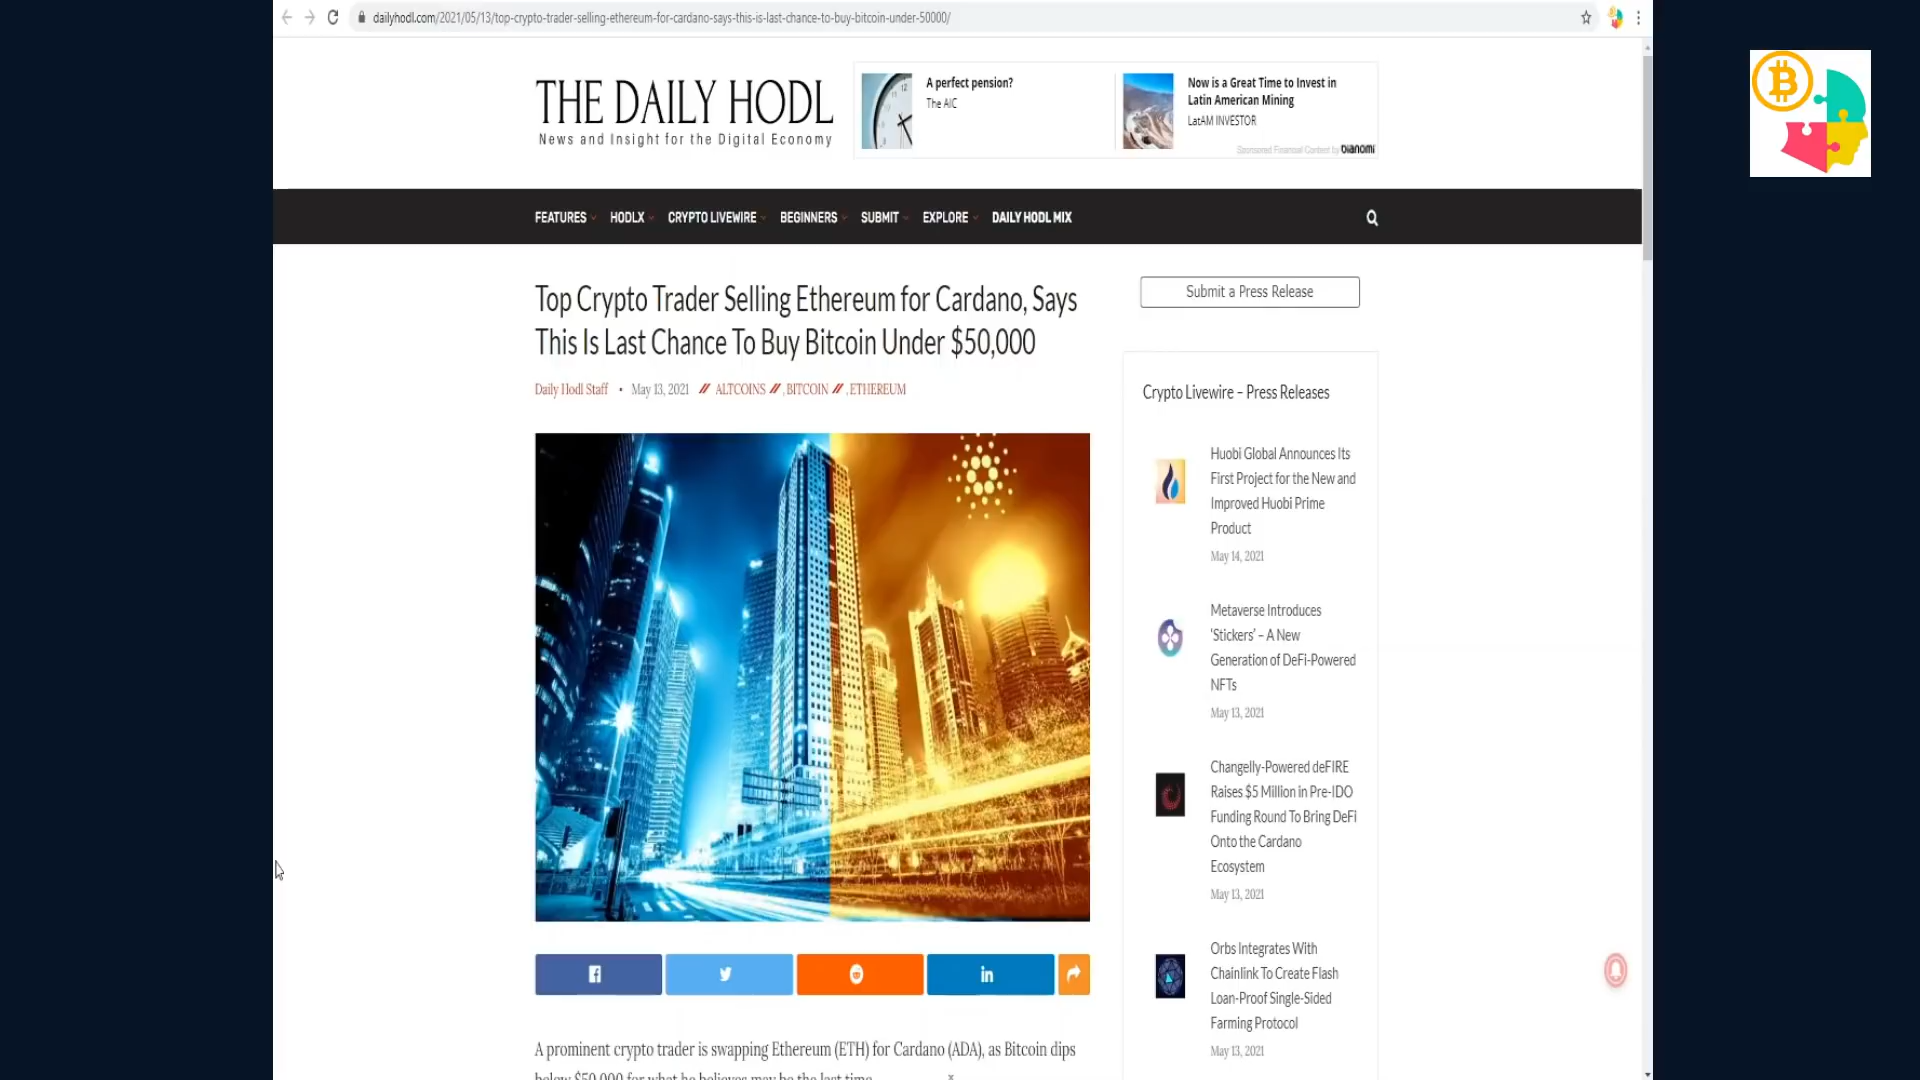 dailyhodl.com/2021/05/13/top-crypto-trader-selling-ethereum-for-cardano-says-this-is-last-chance-to-buy-bitcoin-under-50000/
THE DAILY HODL
News and Insight for the Digital Economy
A perfect pension?
The AIC
Now is a Great Time to Invest in
Latin American Mining
LatAM INVESTOR
Sponsored Financial Content by DIANOMI
FEATURES HODLX CRYPTO LIVEWIRE BEGINNERS SUBMIT EXPLORE DAILY HODL MIX
Top Crypto Trader Selling Ethereum for Cardano, Says
This Is Last Chance To Buy Bitcoin Under $50,000
Daily Hodl Staff • May 13, 2021 // ALTCOINS //, BITCOIN //, ETHEREUM
A prominent crypto trader is swapping Ethereum (ETH) for Cardano (ADA), as Bitcoin dips
below $50,000 for what he believes may be the last time.
Submit a Press Release
Crypto Livewire – Press Releases
Huobi Global Announces Its
First Project for the New and
Improved Huobi Prime
Product
May 14, 2021
Metaverse Introduces
‘Stickers’ – A New
Generation of DeFi-Powered
NFTs
May 13, 2021
Changelly-Powered deFIRE
Raises $5 Million in Pre-IDO
Funding Round To Bring DeFi
Onto the Cardano
Ecosystem
May 13, 2021
Orbs Integrates With
Chainlink To Create Flash
Loan-Proof Single-Sided
Farming Protocol
May 13, 2021